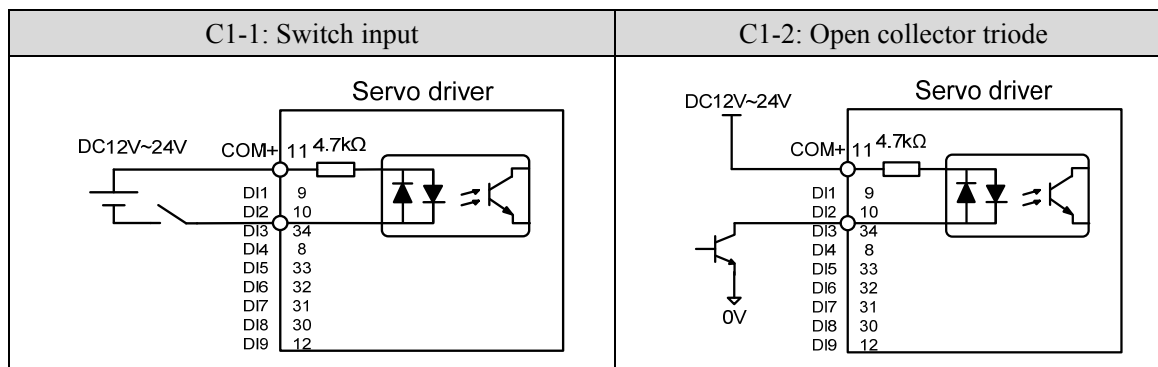 C1-1: Switch input
C1-2: Open collector triode
Servo driver
DC12V~24V
COM+ 11 4.7kΩ
DI1 9
DI2 10
DI3 34
DI4 8
DI5 33
DI6 32
DI7 31
DI8 30
DI9 12
Servo driver
DC12V~24V
COM+ 11 4.7kΩ
DI1 9
DI2 10
DI3 34
DI4 8
DI5 33
DI6 32
DI7 31
DI8 30
DI9 12
0V